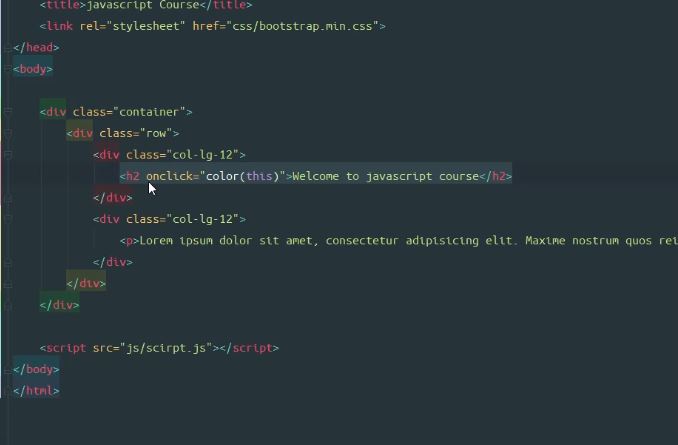 <title>javascript Course</title>
<link rel="stylesheet" href="css/bootstrap.min.css">
</head>
<body>
<div class="container">
<div class="row">
<div class="col-lg-12">
<h2 onclick="color(this)">Welcome to javascript course</h2>
</div>
<div class="col-lg-12">
<p>Lorem ipsum dolor sit amet, consectetur adipisicing elit. Maxime nostrum quos rei
</div>
</div>
</div>
<script src="js/scirpt.js"></script>
</body>
</html>